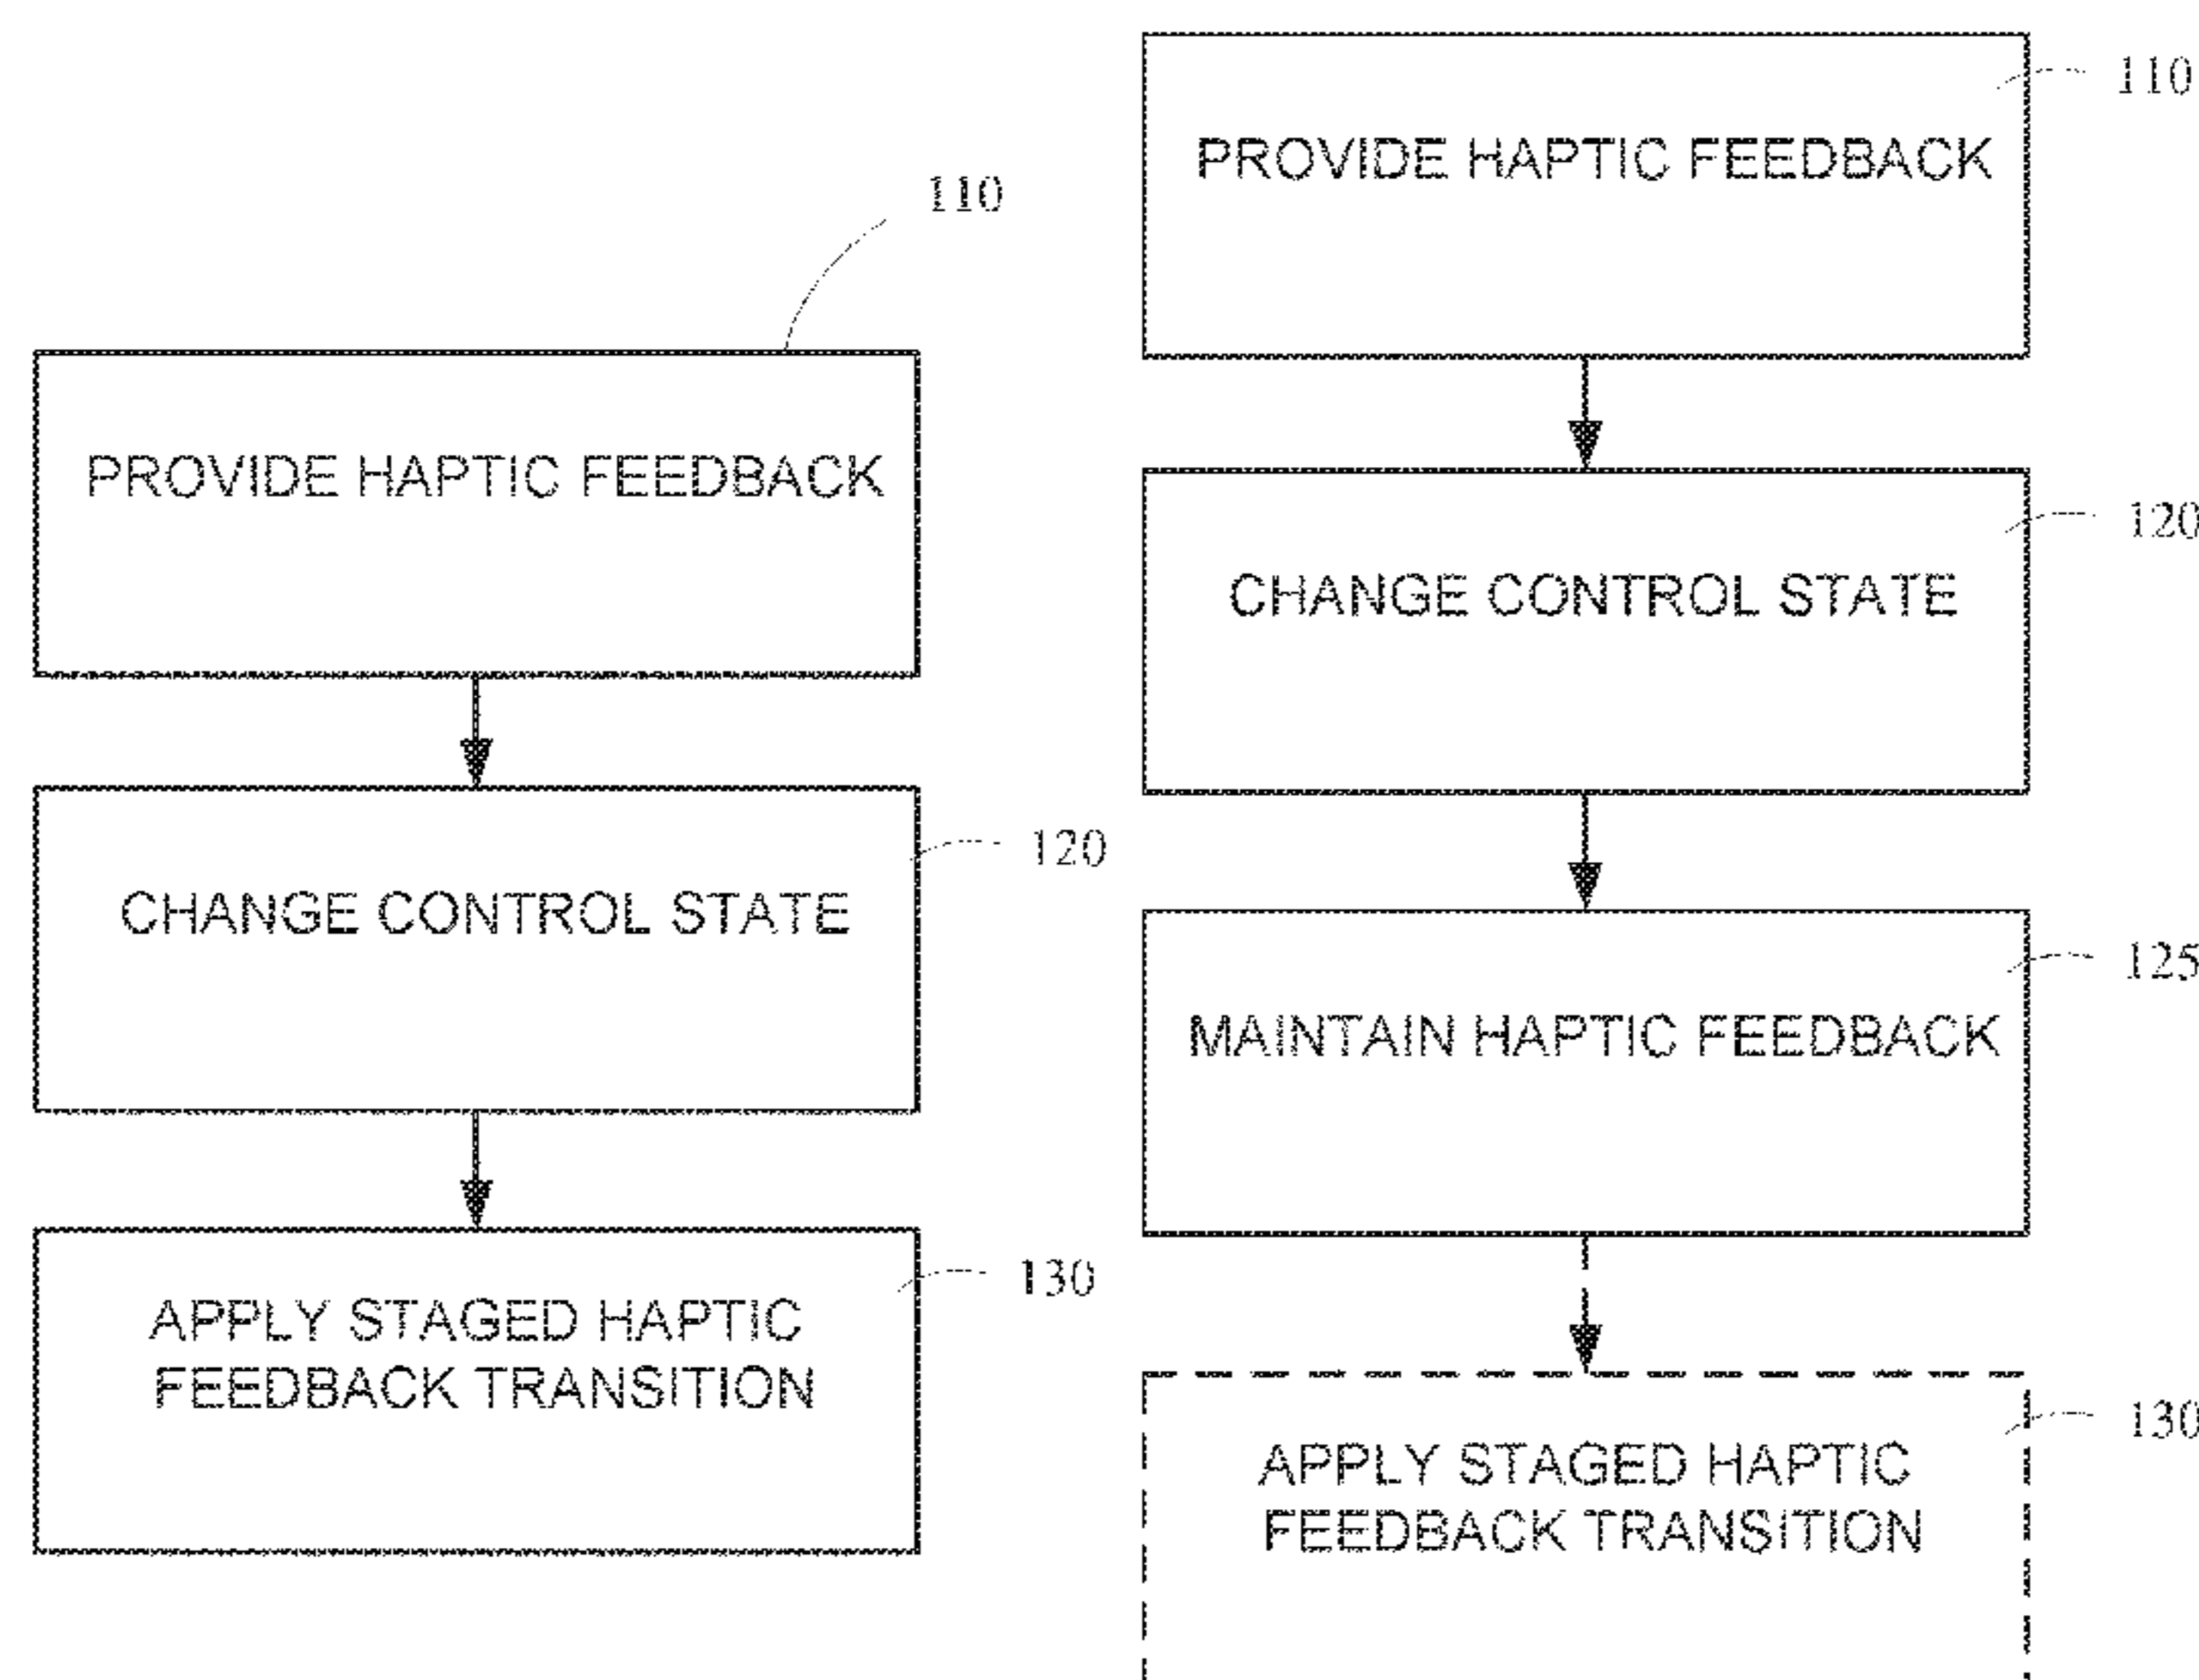 110
PROVIDE HAPTIC FEEDBACK
120
CHANGE CONTROL STATE
130
APPLY STAGED HAPTIC
FEEDBACK TRANSITION
110
PROVIDE HAPTIC FEEDBACK
120
CHANGE CONTROL STATE
125
MAINTAIN HAPTIC FEEDBACK
130
APPLY STAGED HAPTIC
FEEDBACK TRANSITION